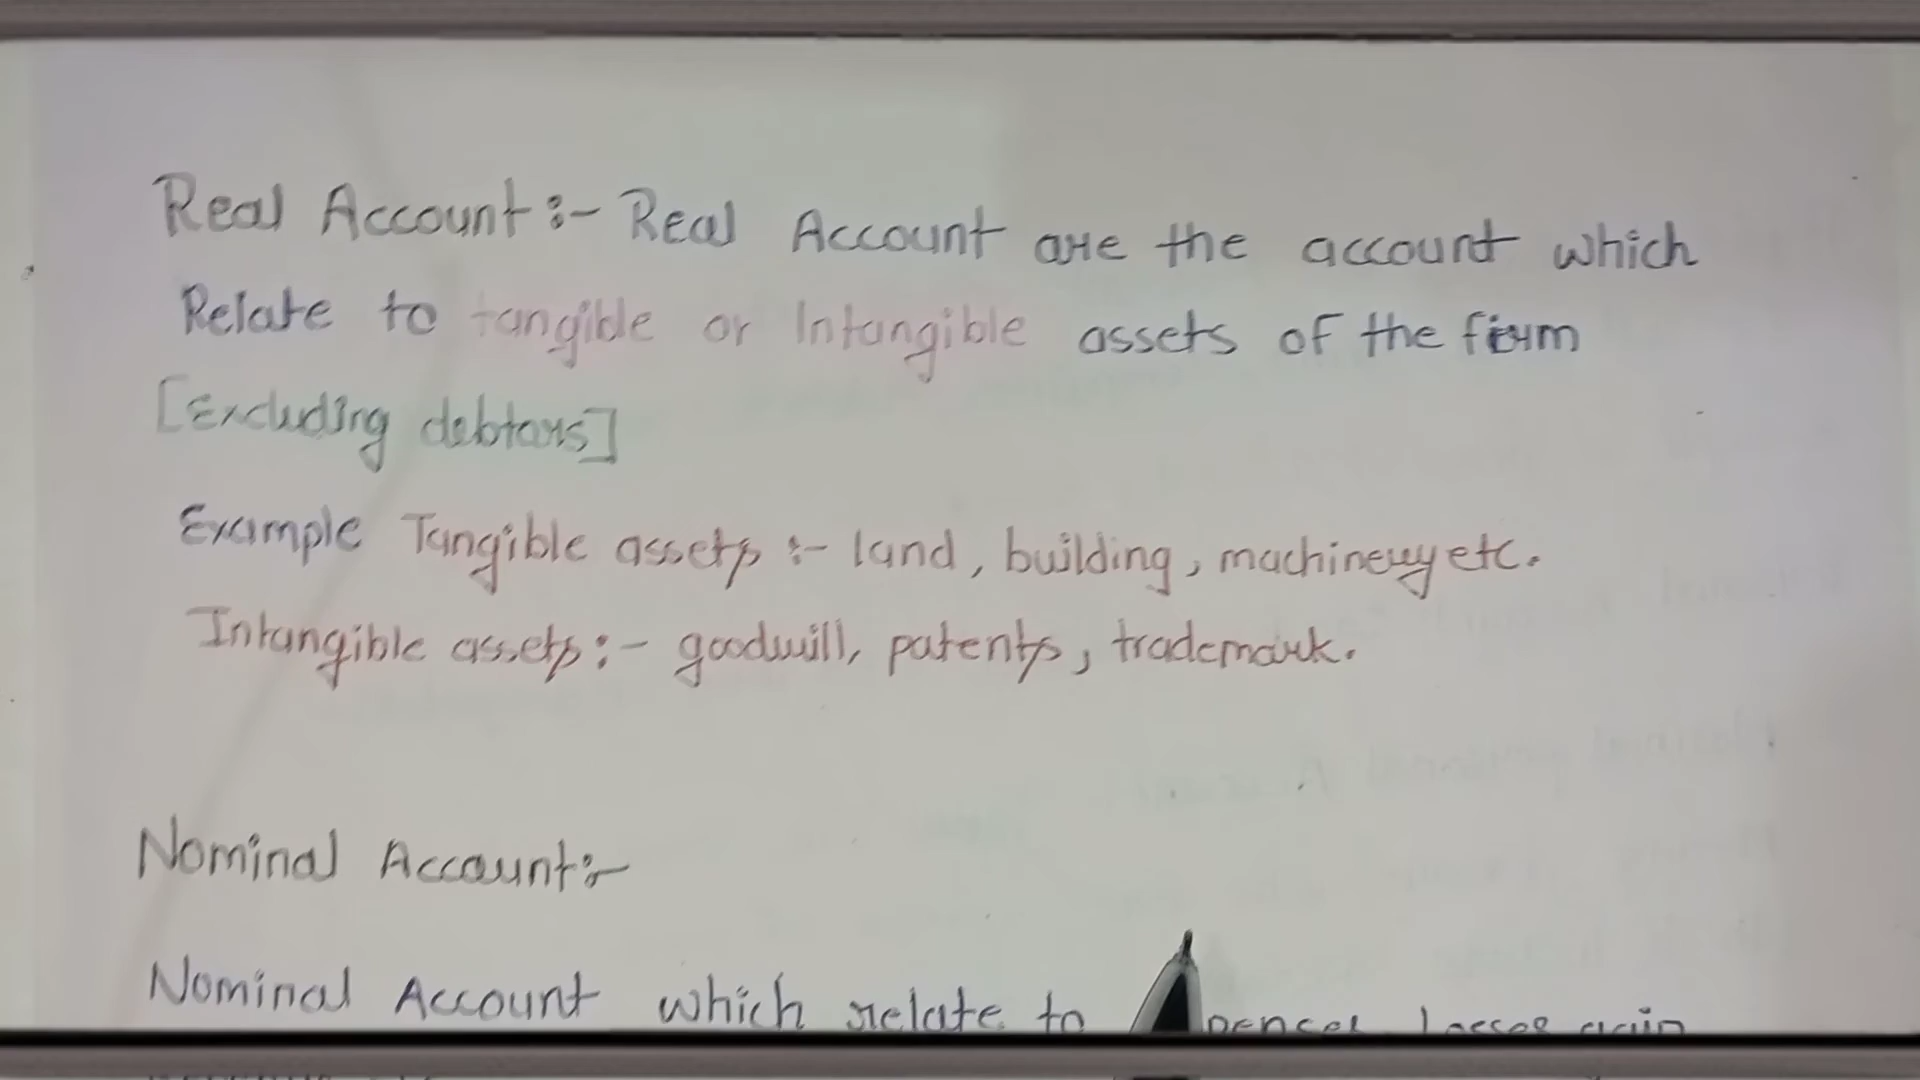 Real Account :- Real Account are the account which
Relate to tangible or Intangible assets of the firm
[Excluding debtors]
Example Tangible assets :- land, building, machinery etc.
Intangible assets :- goodwill, patents, trademark.
Nominal Account :-
Nominal Account which relate to losses gain